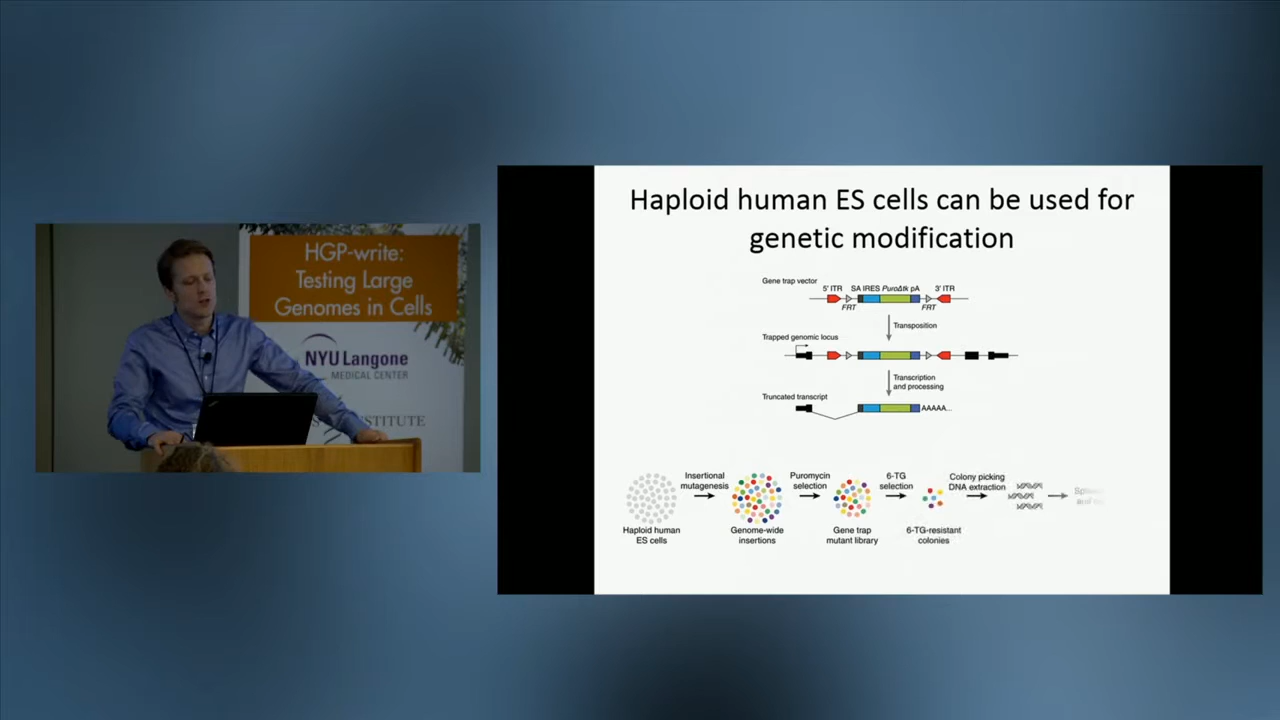 HGP-write:
Testing Large
Genomes in Cells
NYU Langone
MEDICAL CENTER
Haploid human ES cells can be used for
genetic modification
Gene trap vector
5' ITR SA IRES PuroΔtk pA 3' ITR
FRT FRT
Transposition
Trapped genomic locus
Transcription
and processing
Truncated transcript
AAAAA...
Insertional
mutagenesis
Puromycin
selection
6-TG
selection
Colony picking
DNA extraction
Haploid human
ES cells
Genome-wide
insertions
Gene trap
mutant library
6-TG-resistant
colonies